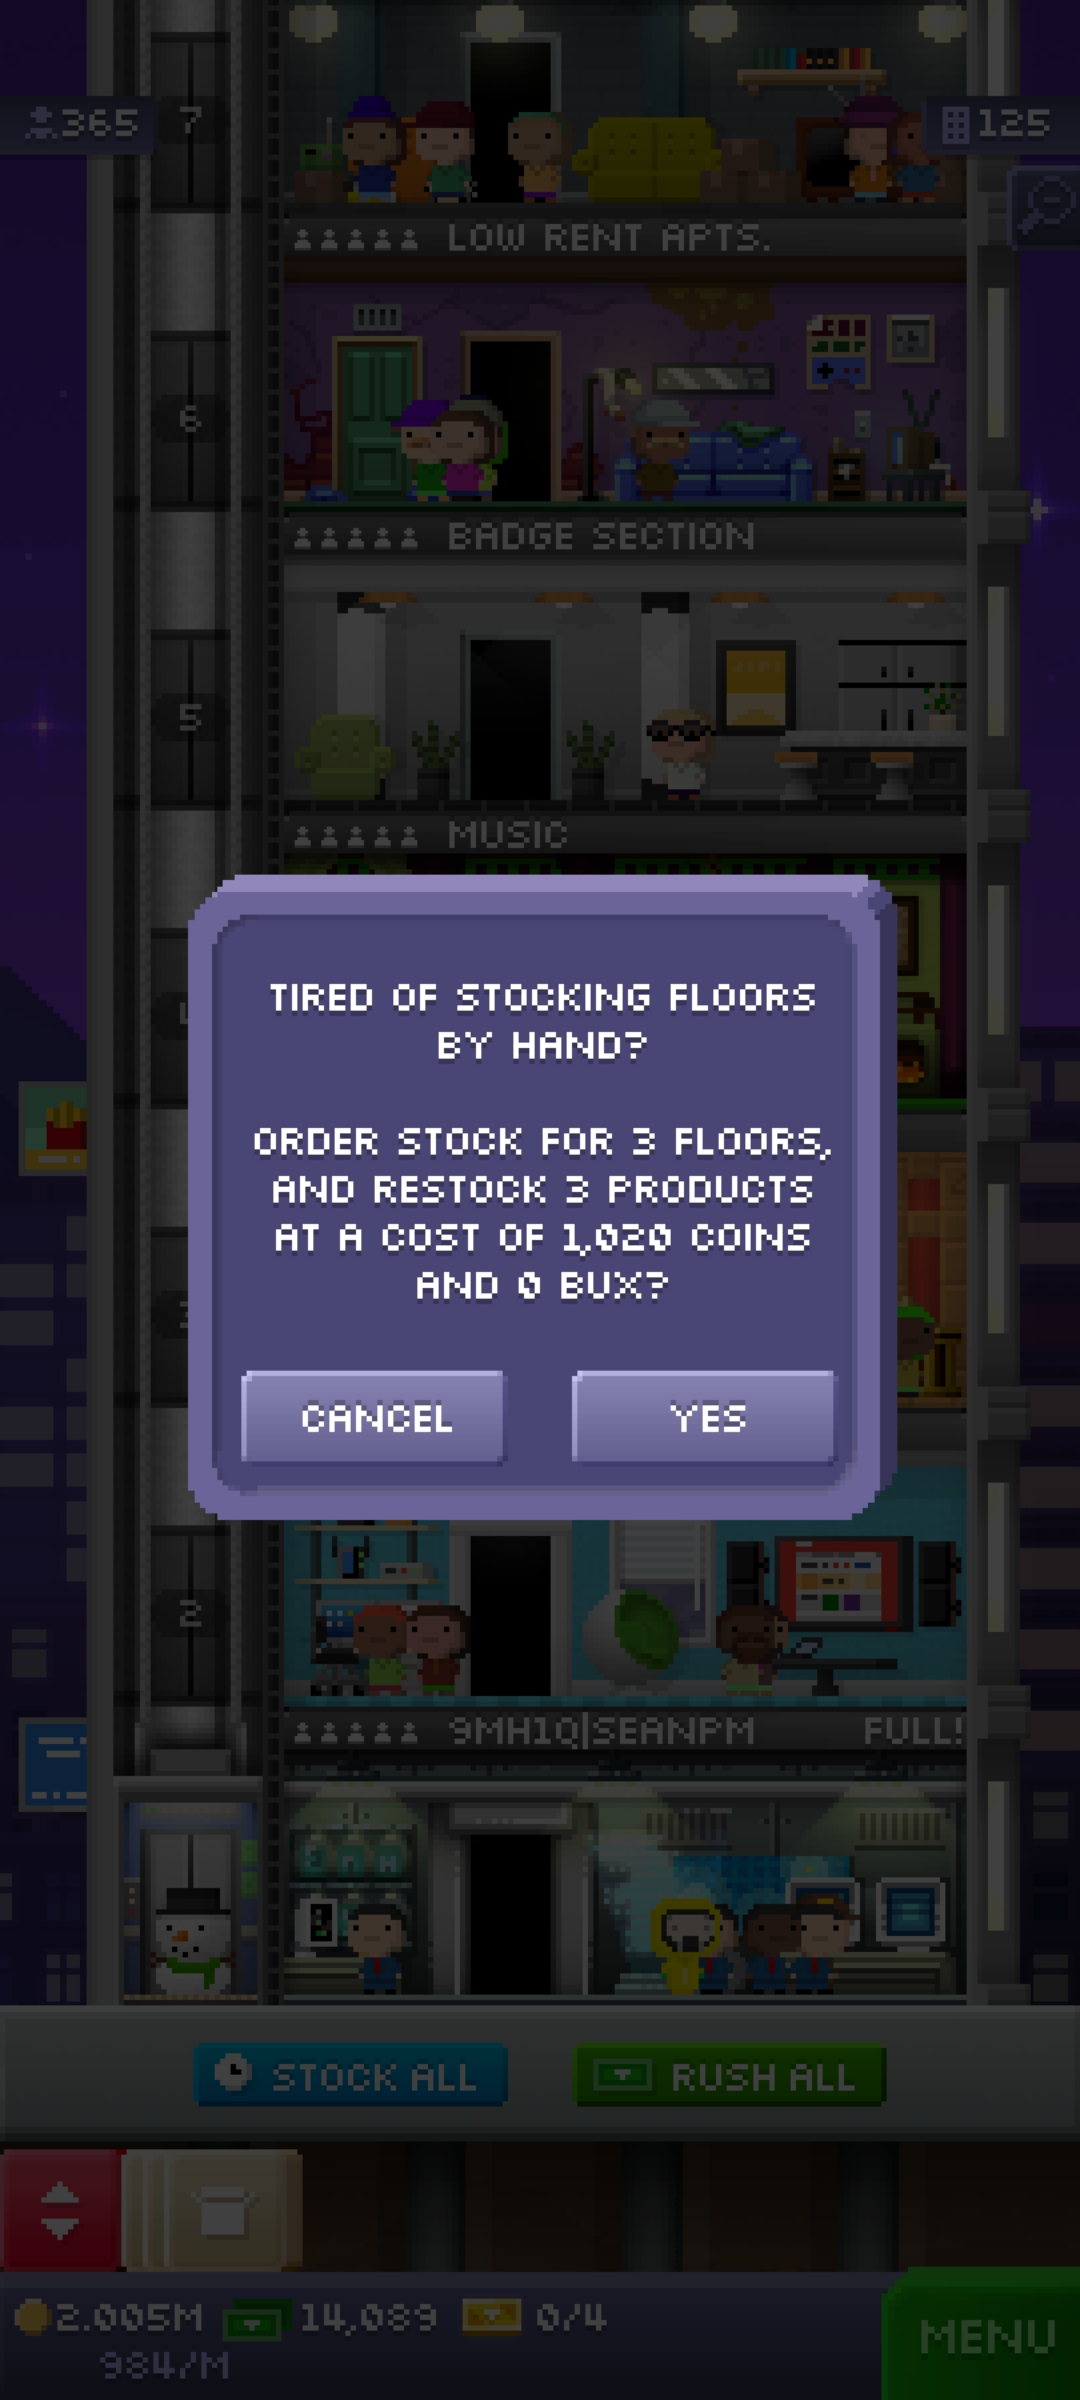 365
7
125
LOW RENT APTS.
6
BADGE SECTION
5
MUSIC
TIRED OF STOCKING FLOORS
BY HAND?
ORDER STOCK FOR 3 FLOORS,
AND RESTOCK 3 PRODUCTS
AT A COST OF 1,020 COINS
AND 0 BUX?
CANCEL
YES
2
9MH1Q|SEANPM
FULL!
STOCK ALL
RUSH ALL
2.005M
14,089
0/4
984/M
MENU